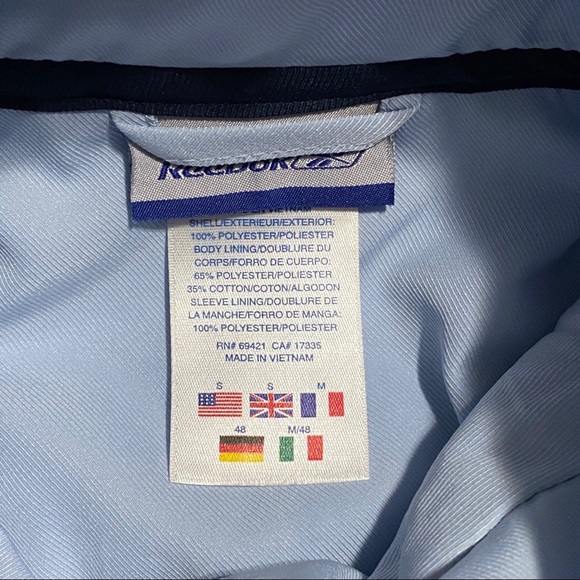 REEBOK
VIETNAM
SHELL/EXTERIEUR/EXTERIOR:
100% POLYESTER/POLIESTER
BODY LINING/DOUBLURE DU
CORPS/FORRO DE CUERPO:
65% POLYESTER/POLIESTER
35% COTTON/COTON/ALGODON
SLEEVE LINING/DOUBLURE DE
LA MANCHE/FORRO DE MANGA:
100% POLYESTER/POLIESTER
RN# 69421 CA# 17335
MADE IN VIETNAM
S S M
48 M/48